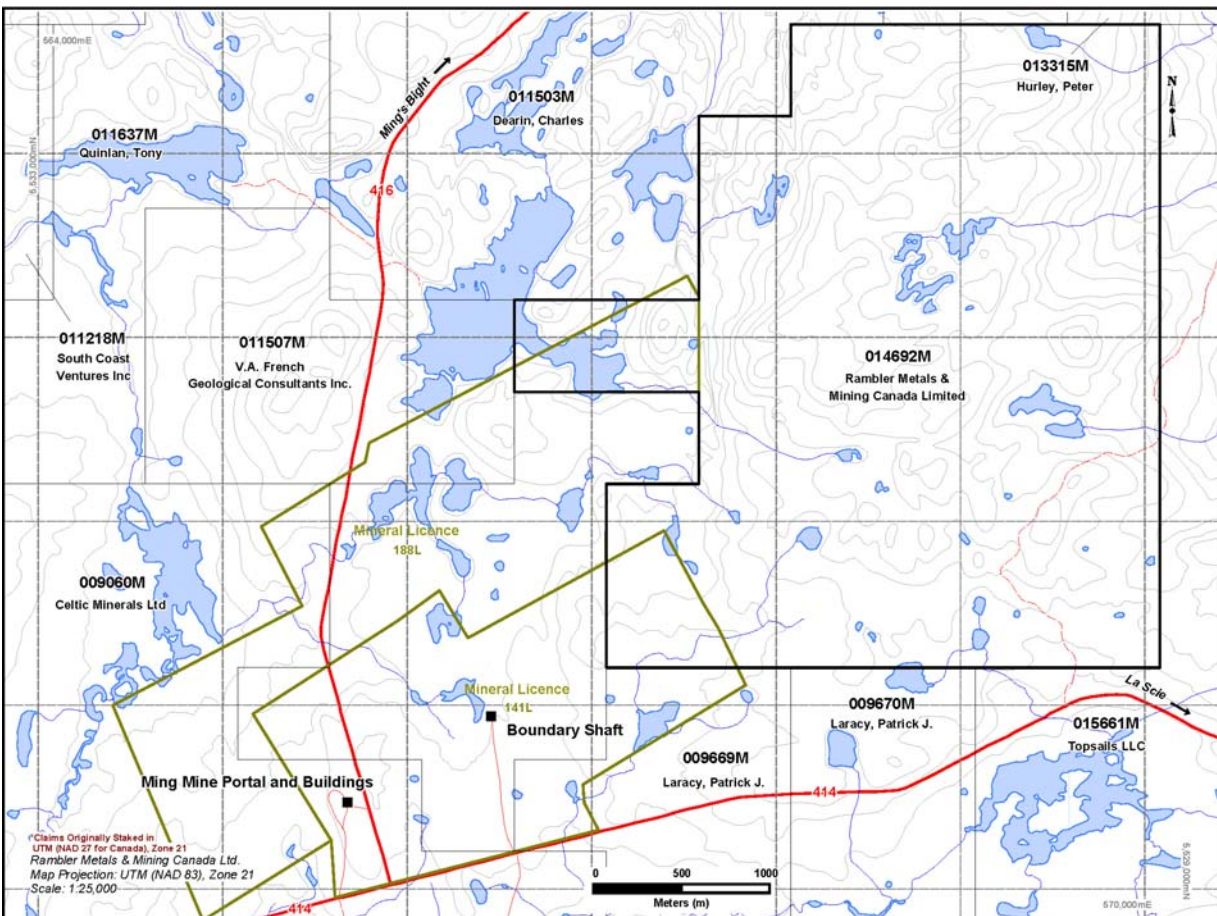 564,000mE
5,533,000mN
Ming's Bight
416
011637M
Quinlan, Tony
011503M
Dearin, Charles
013315M
Hurley, Peter
N
011218M
South Coast
Ventures Inc
011507M
V.A. French
Geological Consultants Inc.
014692M
Rambler Metals &
Mining Canada Limited
Mineral Licence
188L
009060M
Celtic Minerals Ltd
Mineral Licence
141L
Boundary Shaft
009670M
Laracy, Patrick J.
La Scie
015661M
Topsails LLC
009669M
Laracy, Patrick J.
Ming Mine Portal and Buildings
414
*Claims Originally Staked in
UTM (NAD 27 for Canada), Zone 21
Rambler Metals & Mining Canada Ltd.
Map Projection: UTM (NAD 83), Zone 21
Scale: 1:25,000
414
0 500 1000
Meters (m)
5,529,000mN
570,000mE